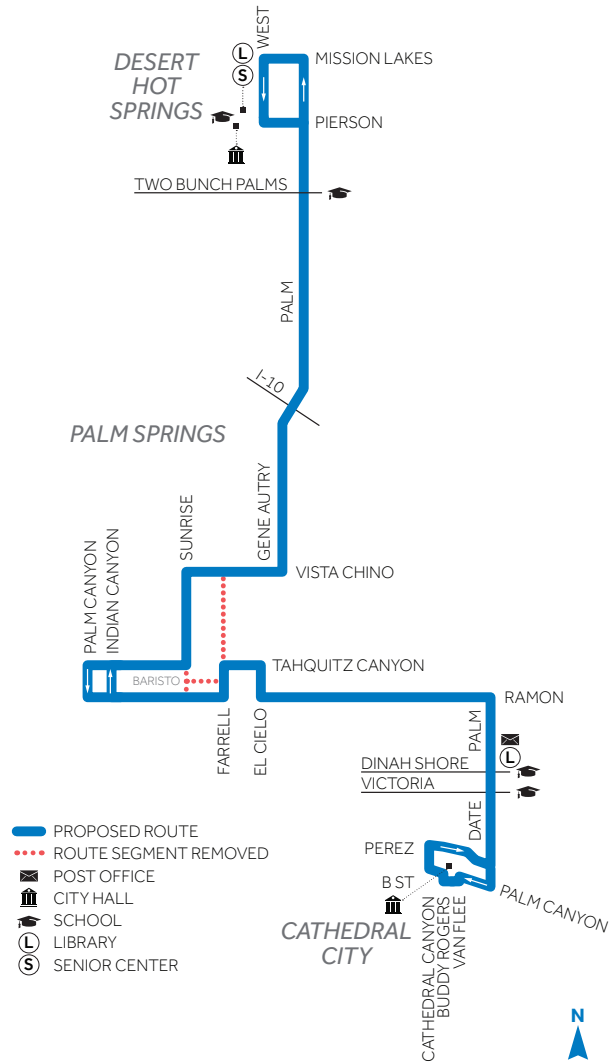 WEST
L
S
DESERT
HOT
SPRINGS
MISSION LAKES
PIERSON
TWO BUNCH PALMS
PALM
I-10
PALM SPRINGS
GENE AUTRY
SUNRISE
VISTA CHINO
PALM CANYON
INDIAN CANYON
BARISTO
TAHQUITZ CANYON
FARRELL
EL CIELO
RAMON
PALM
L
DINAH SHORE
VICTORIA
DATE
PEREZ
B ST
PALM CANYON
CATHEDRAL
CITY
CATHEDRAL CANYON
BUDDY ROGERS
VAN FLEE
PROPOSED ROUTE
ROUTE SEGMENT REMOVED
POST OFFICE
CITY HALL
SCHOOL
L LIBRARY
S SENIOR CENTER
N